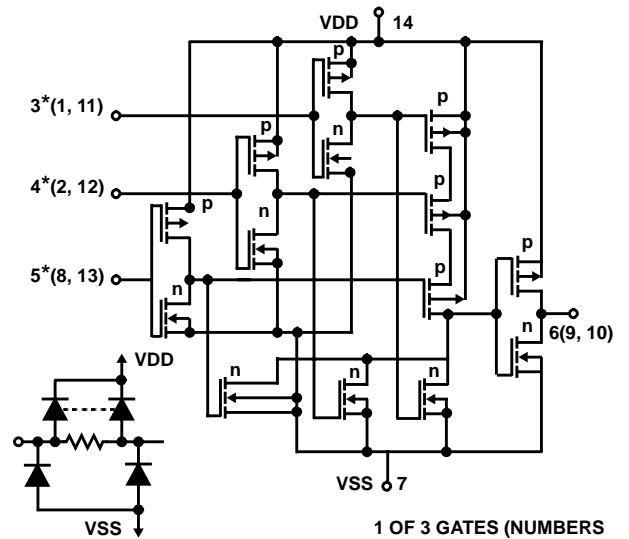 VDD 14
p
3*(1, 11)
n
p
p
4*(2, 12)
p
p
n
p
5*(8, 13)
p
n
n
6(9, 10)
VDD
n
n
n
VSS 7
VSS
1 OF 3 GATES (NUMBERS